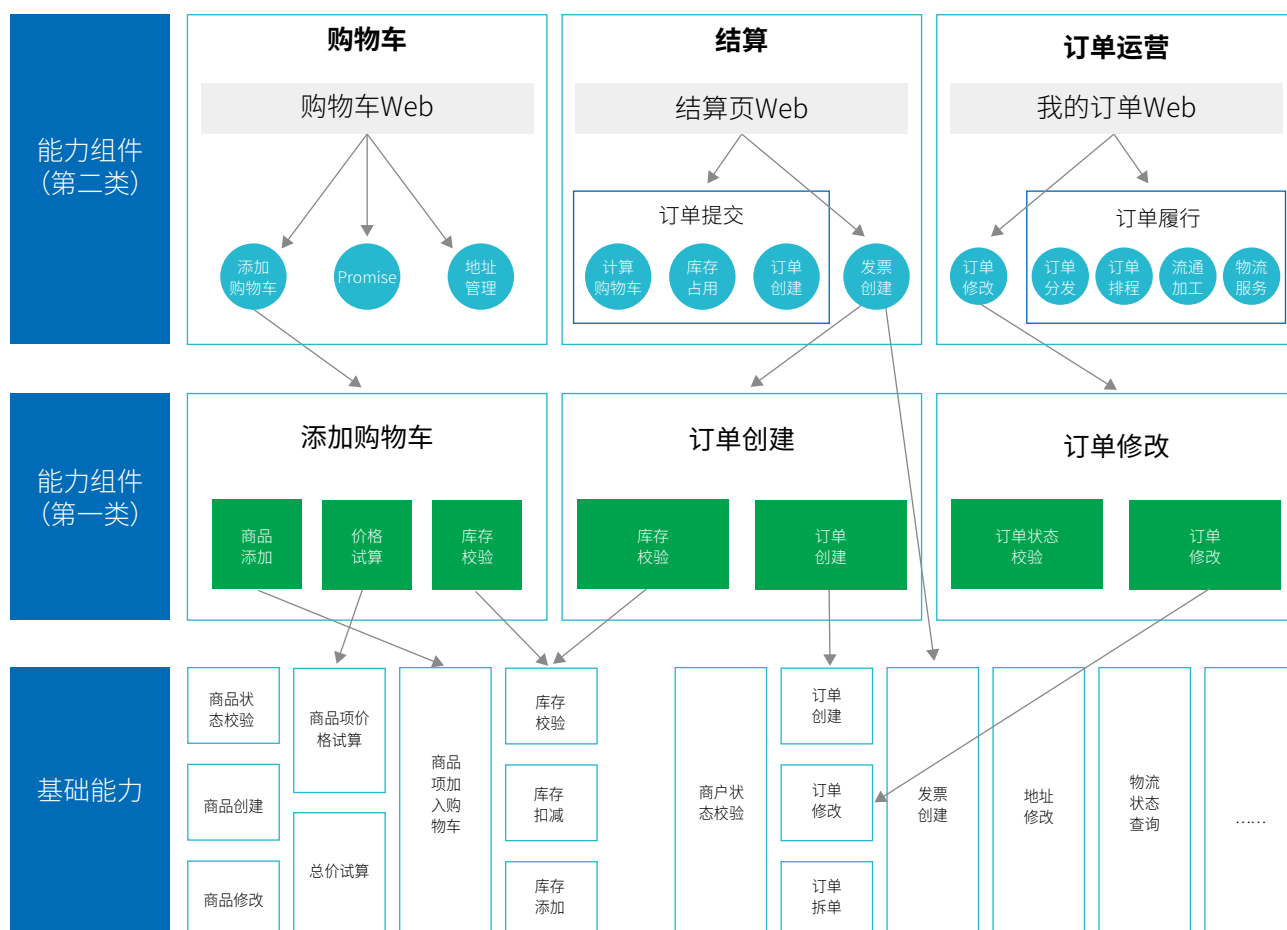 能力组件
（第二类）
购物车
购物车Web
添加
购物车
Promise
地址
管理
结算
结算页Web
订单提交
计算
购物车
库存
占用
订单
创建
发票
创建
订单运营
我的订单Web
订单
修改
订单履行
订单
分发
订单
排程
流通
加工
物流
服务
能力组件
（第一类）
添加购物车
商品
添加
价格
试算
库存
校验
订单创建
库存
校验
订单
创建
订单修改
订单状态
校验
订单
修改
基础能力
商品状
态校验
商品创建
商品修改
商品项价
格试算
总价试算
商品
项加
入购
物车
库存
校验
库存
扣减
库存
添加
商户状
态校验
订单
创建
订单
修改
订单
拆单
发票
创建
地址
修改
物流
状态
查询
……